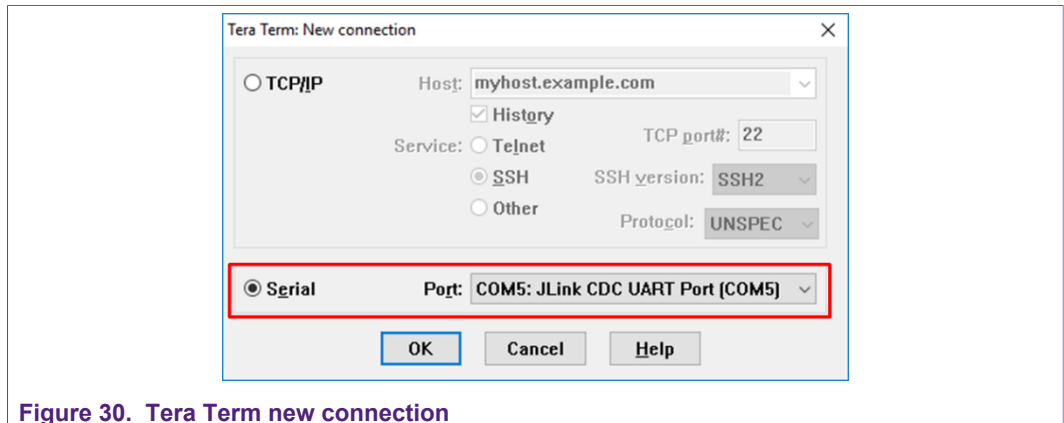 Tera Term: New connection
TCP/IP
Host: myhost.example.com
History
Service: Telnet
TCP port#: 22
SSH
SSH version: SSH2
Other
Protocol: UNSPEC
Serial
Port: COM5: JLink CDC UART Port (COM5)
OK Cancel Help
Figure 30. Tera Term new connection